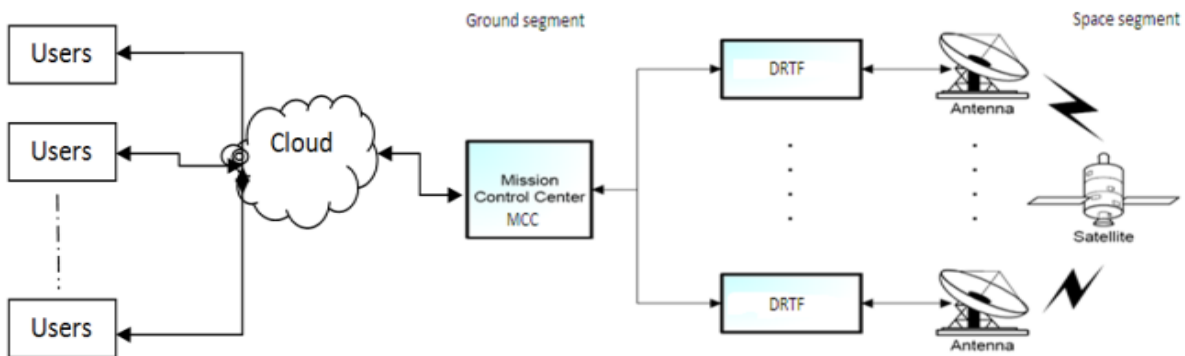 Ground segment
Space segment
Users
DRTF
Antenna
Users
Cloud
Mission
Control Center
MCC
Satellite
Users
DRTF
Antenna